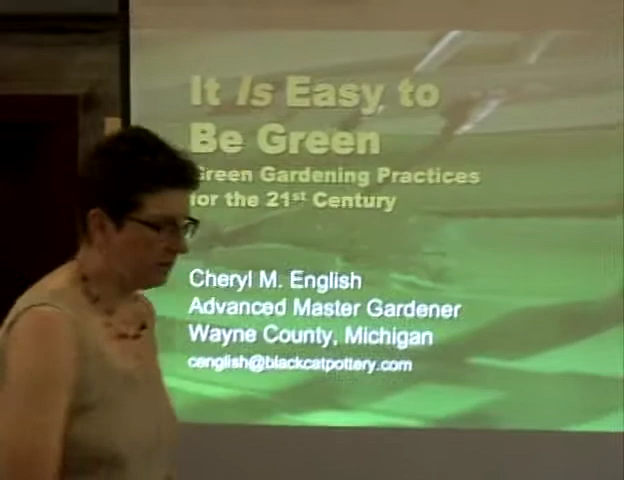 It Is Easy to
Be Green
Green Gardening Practices
for the 21st Century
Cheryl M. English
Advanced Master Gardener
Wayne County, Michigan
cenglish@blackcatpottery.com